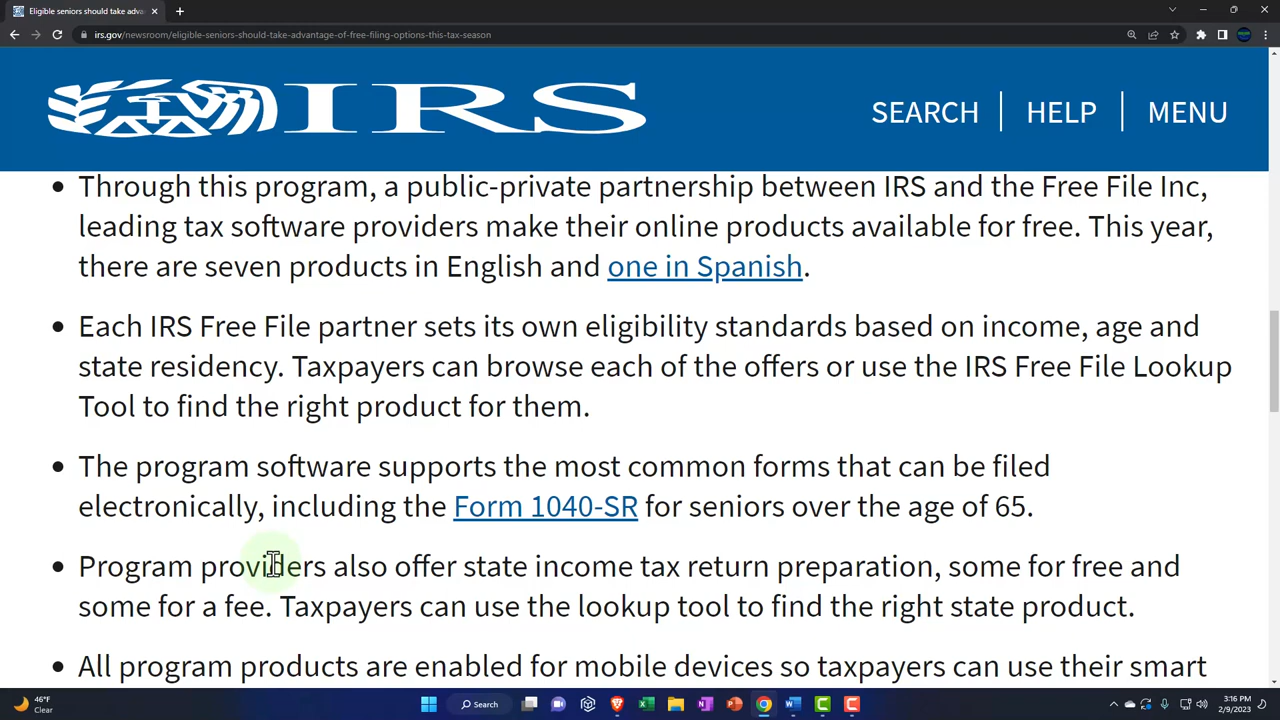 Eligible seniors should take advan
irs.gov/newsroom/eligible-seniors-should-take-advantage-of-free-filing-options-this-tax-season
IRS
SEARCH
HELP
MENU
Through this program, a public-private partnership between IRS and the Free File Inc,
leading tax software providers make their online products available for free. This year,
there are seven products in English and one in Spanish.
Each IRS Free File partner sets its own eligibility standards based on income, age and
state residency. Taxpayers can browse each of the offers or use the IRS Free File Lookup
Tool to find the right product for them.
The program software supports the most common forms that can be filed
electronically, including the Form 1040-SR for seniors over the age of 65.
Program providers also offer state income tax return preparation, some for free and
some for a fee. Taxpayers can use the lookup tool to find the right state product.
All program products are enabled for mobile devices so taxpayers can use their smart
46°F
Clear
Search
3:16 PM
2/9/2023